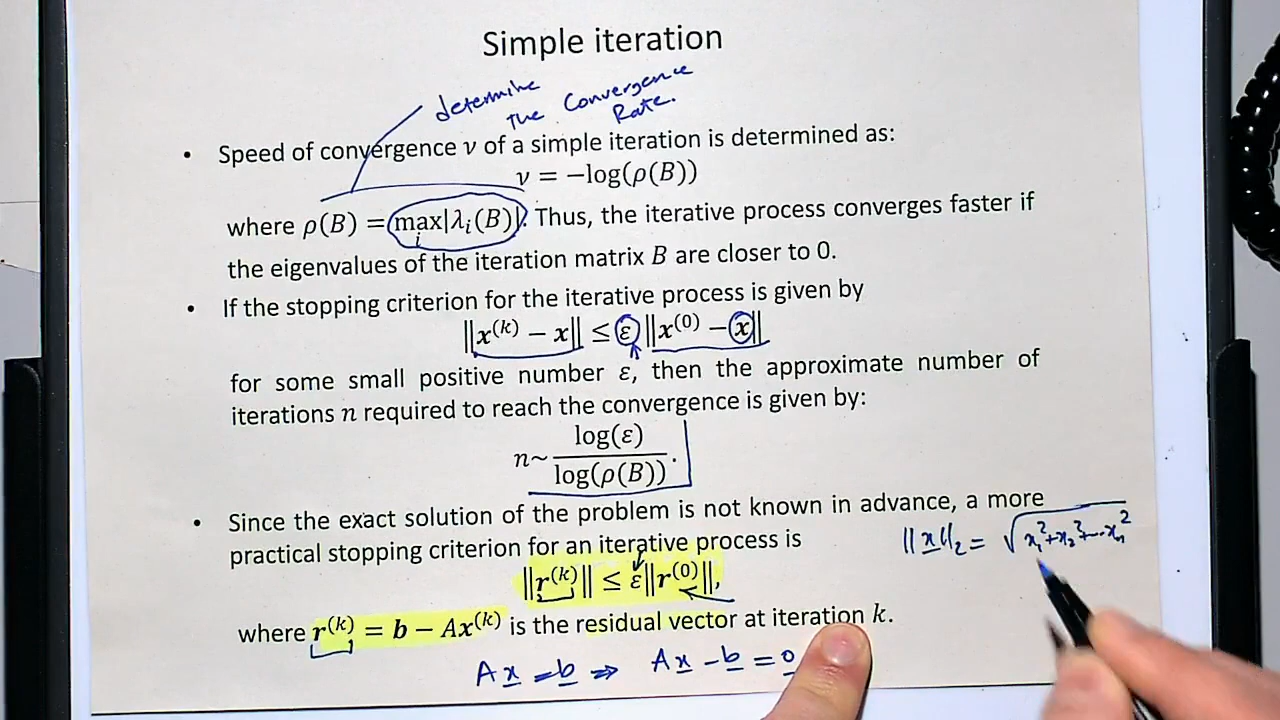 Simple iteration
determine
The Convergence
Rate.
• Speed of convergence ν of a simple iteration is determined as:
ν = −log(ρ(B))
where ρ(B) = max|λᵢ(B)|. Thus, the iterative process converges faster if
i
the eigenvalues of the iteration matrix B are closer to 0.
• If the stopping criterion for the iterative process is given by
‖x⁽ᵏ⁾ − x‖ ≤ ε ‖x⁽⁰⁾ − x‖
for some small positive number ε, then the approximate number of
iterations n required to reach the convergence is given by:
n~ log(ε) / log(ρ(B)).
• Since the exact solution of the problem is not known in advance, a more
practical stopping criterion for an iterative process is
‖x‖₂ = √x₁²+x₂²+...xₙ²
‖r⁽ᵏ⁾‖ ≤ ε‖r⁽⁰⁾‖,
where r⁽ᵏ⁾ = b − Ax⁽ᵏ⁾ is the residual vector at iteration k.
Ax = b ⇒ Ax − b = 0